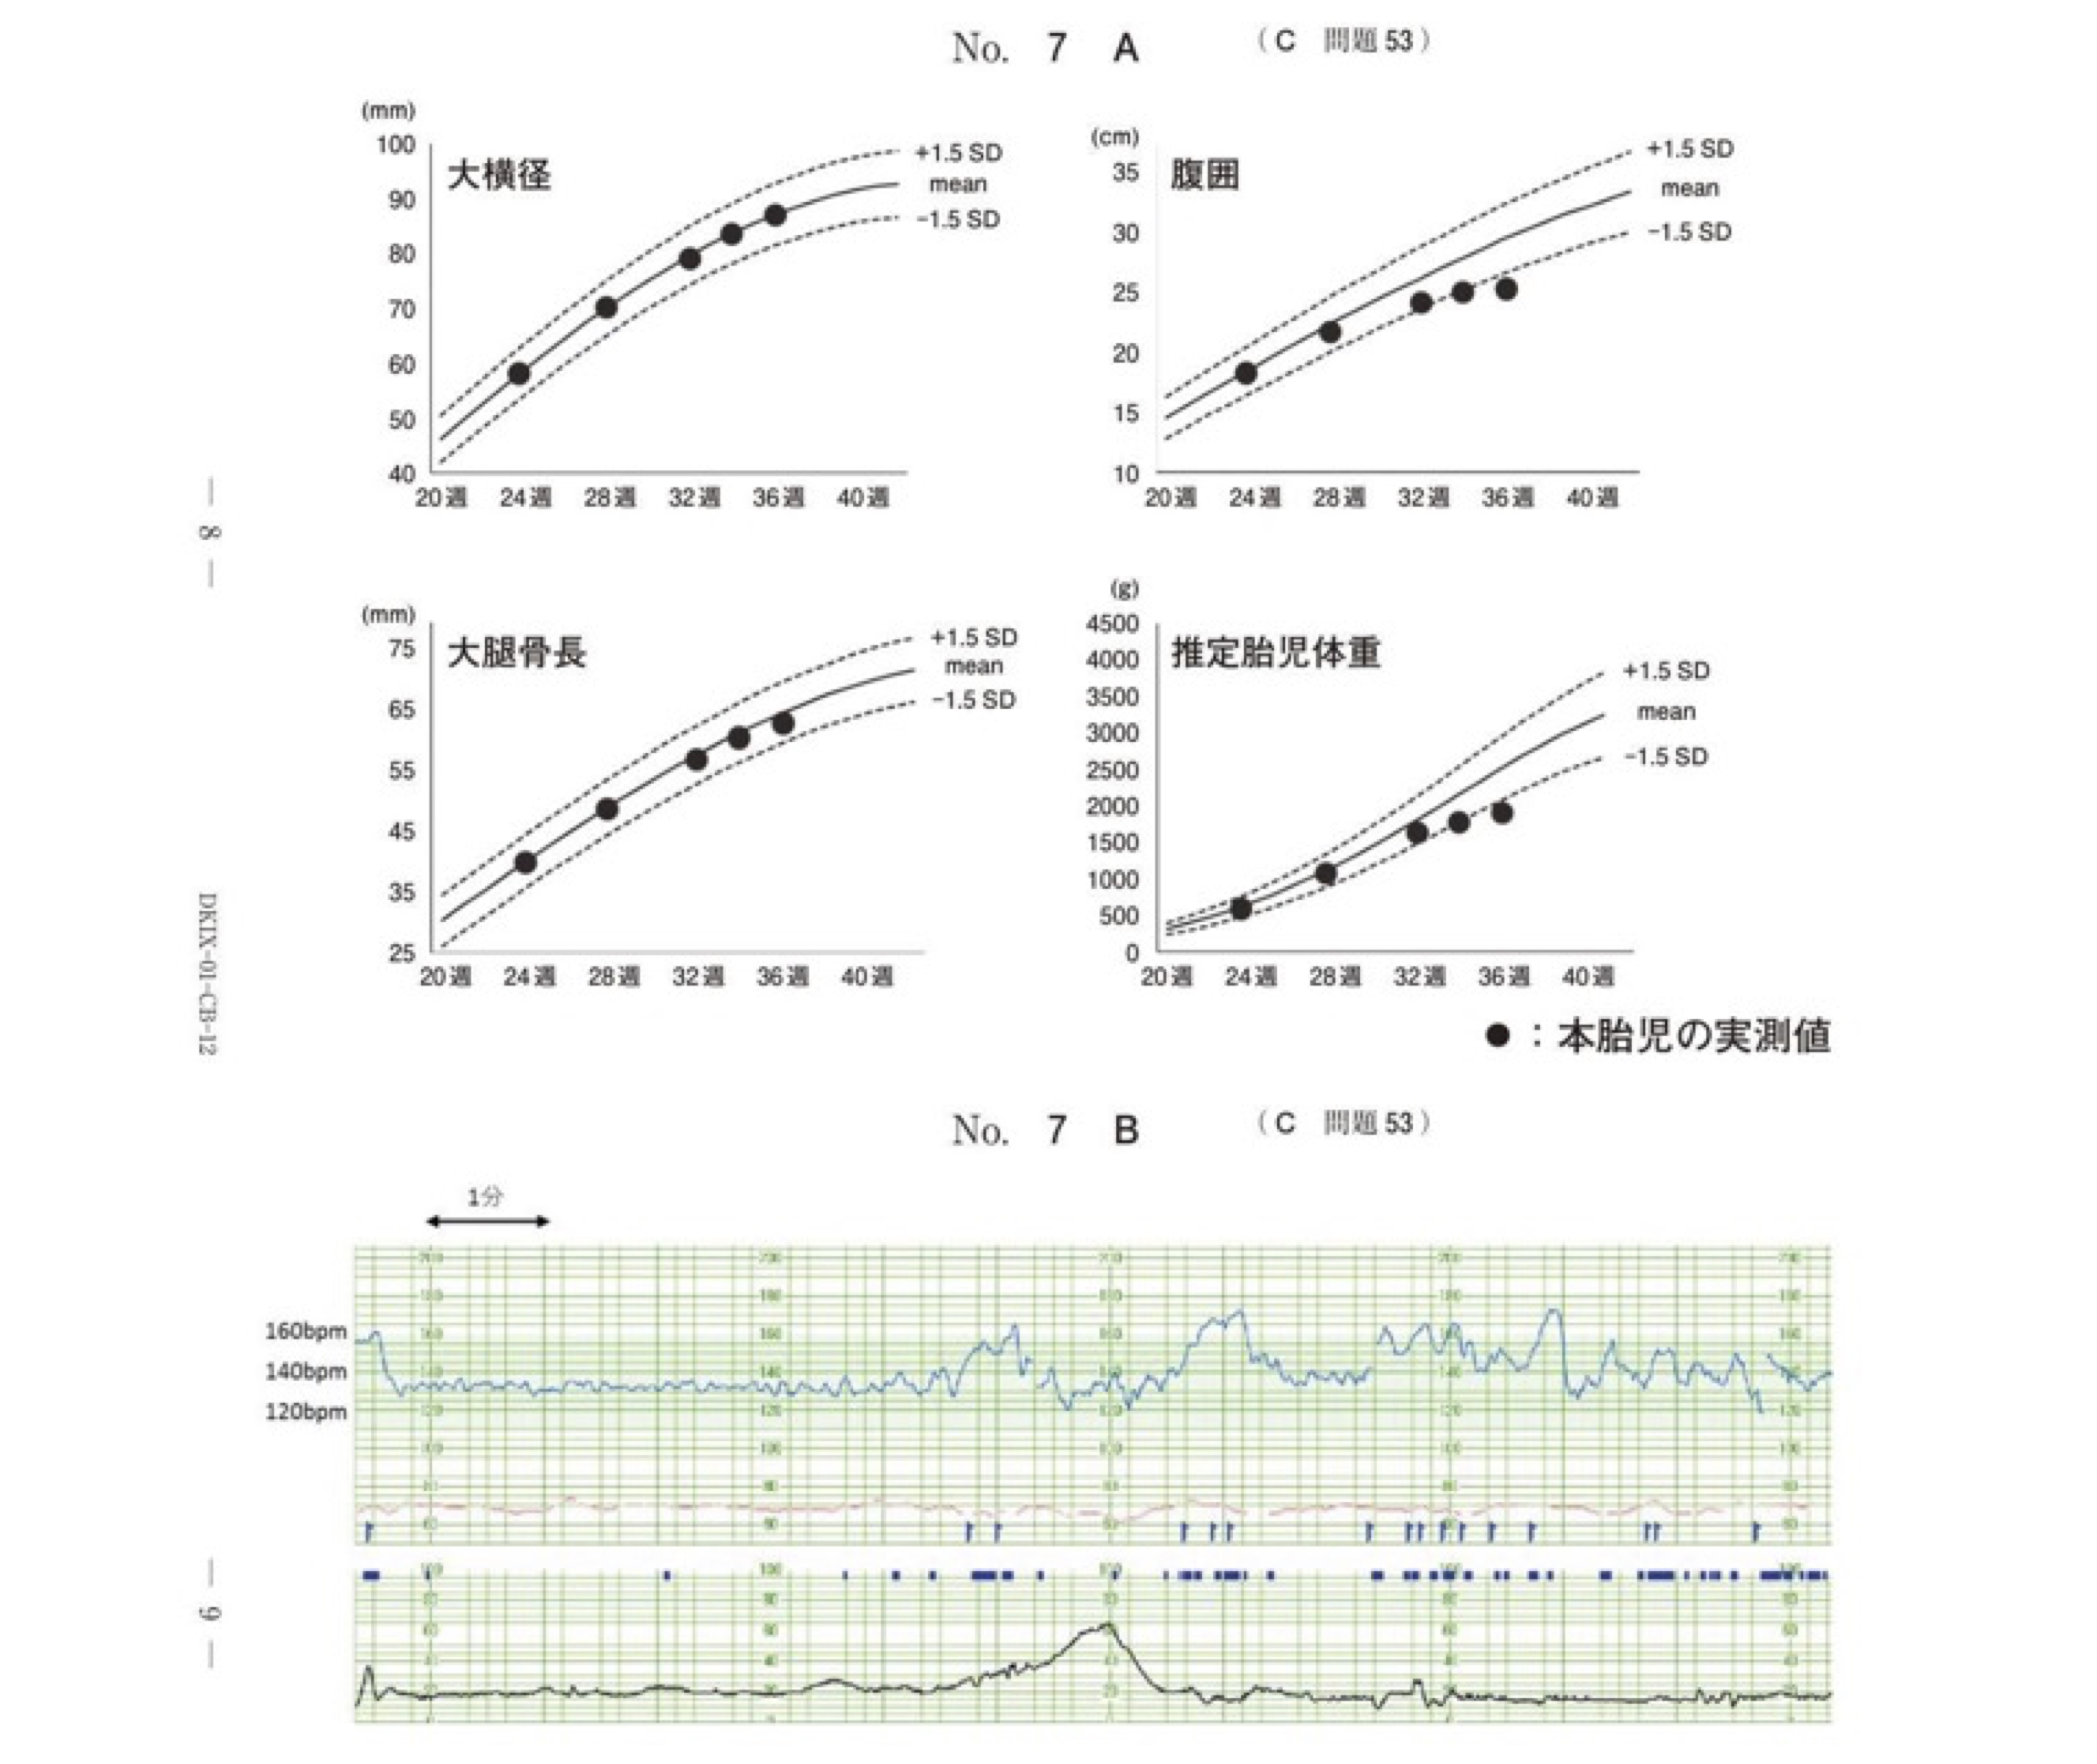 No. 7 A （C 問題 53）
(mm)
100
90
80
70
60
50
40
大横径
+1.5 SD
mean
−1.5 SD
20週 24週 28週 32週 36週 40週
(cm)
35
30
25
20
15
10
腹囲
+1.5 SD
mean
−1.5 SD
20週 24週 28週 32週 36週 40週
(mm)
75
65
55
45
35
25
大腿骨長
+1.5 SD
mean
−1.5 SD
20週 24週 28週 32週 36週 40週
(g)
4500
4000
3500
3000
2500
2000
1500
1000
500
0
推定胎児体重
+1.5 SD
mean
−1.5 SD
20週 24週 28週 32週 36週 40週
●：本胎児の実測値
— 8 —
DKIX-01-CB-12
No. 7 B （C 問題 53）
1分
160bpm
140bpm
120bpm
— 9 —